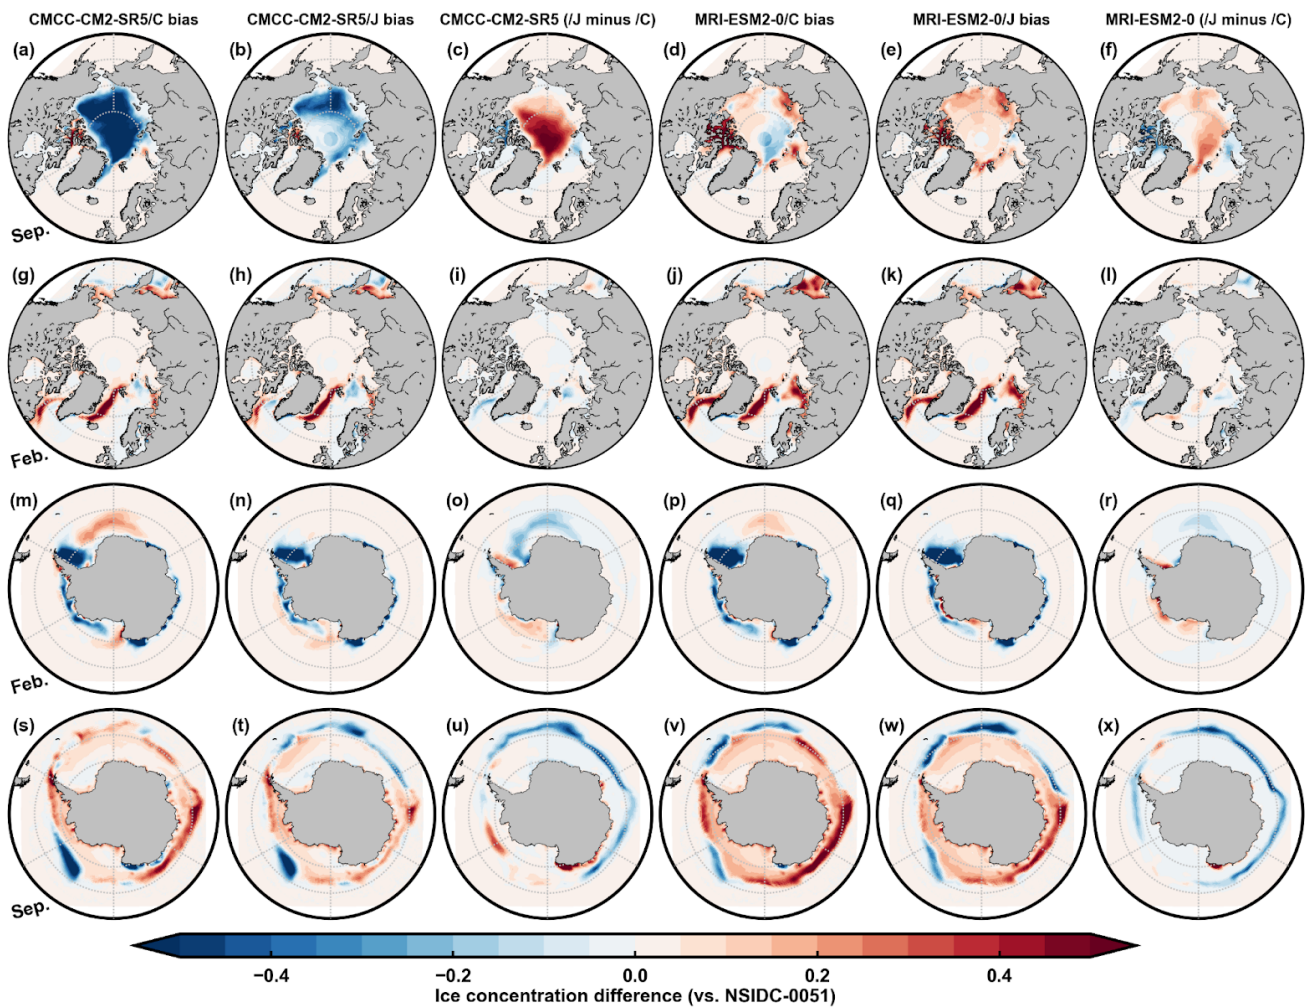 CMCC-CM2-SR5/C bias CMCC-CM2-SR5/J bias CMCC-CM2-SR5 (/J minus /C) MRI-ESM2-0/C bias MRI-ESM2-0/J bias MRI-ESM2-0 (/J minus /C)
(a) (b) (c) (d) (e) (f)
Sep.
(g) (h) (i) (j) (k) (l)
Feb.
(m) (n) (o) (p) (q) (r)
Feb.
(s) (t) (u) (v) (w) (x)
Sep.
−0.4 −0.2 0.0 0.2 0.4
Ice concentration difference (vs. NSIDC-0051)